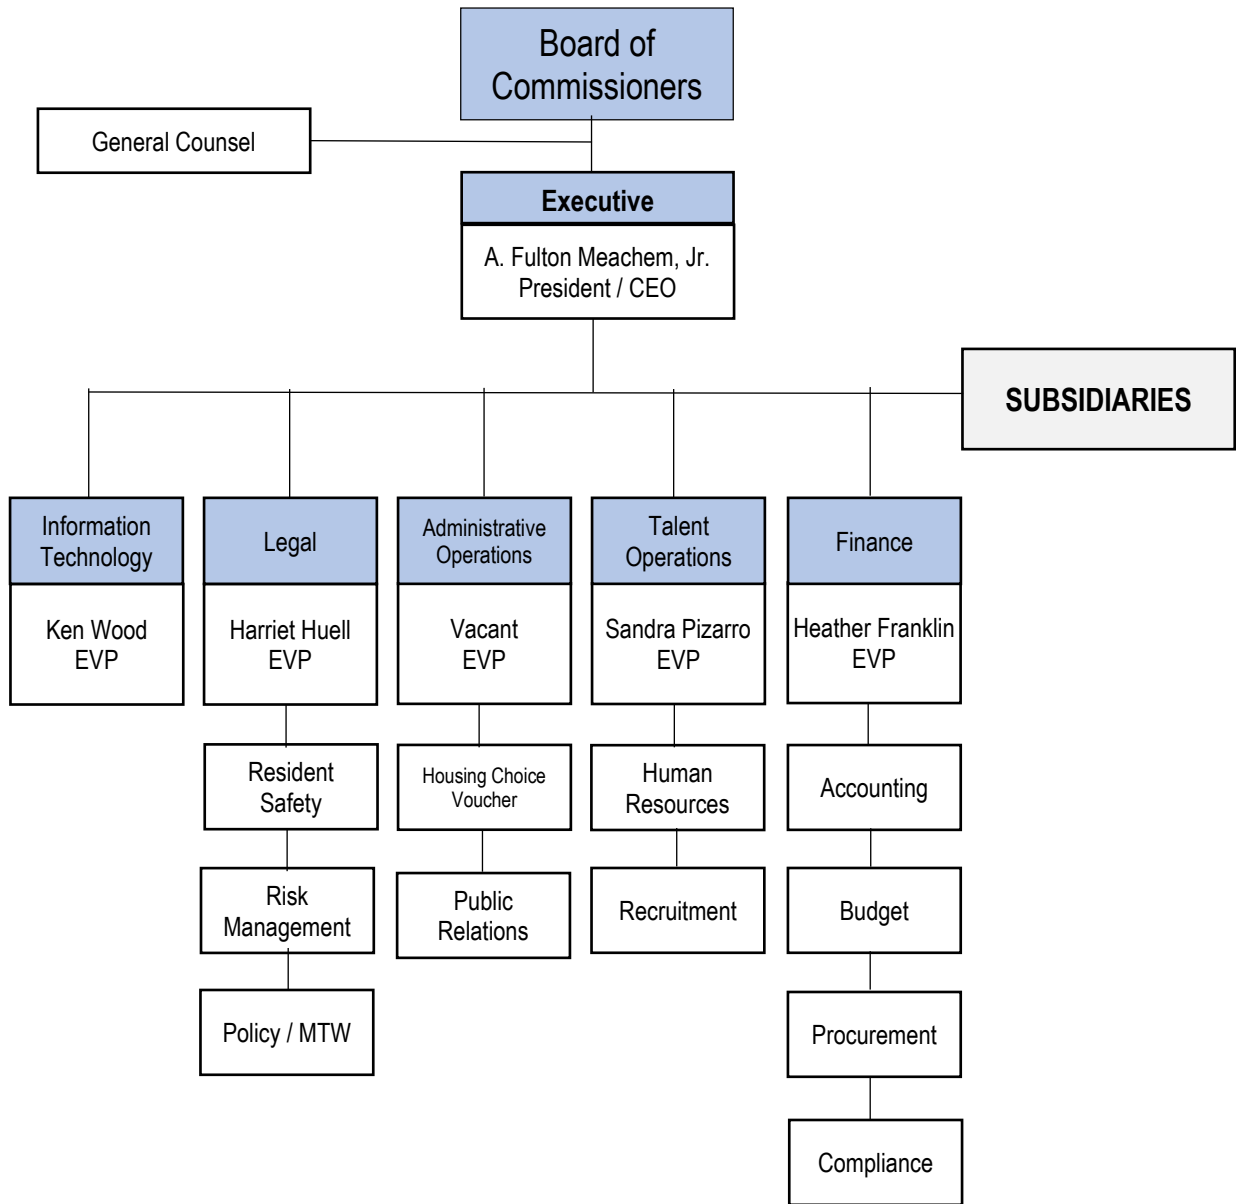 Board of
Commissioners
General Counsel
Executive
A. Fulton Meachem, Jr.
President / CEO
SUBSIDIARIES
Information
Technology
Ken Wood
EVP
Legal
Harriet Huell
EVP
Resident
Safety
Risk
Management
Policy / MTW
Administrative
Operations
Vacant
EVP
Housing Choice
Voucher
Public
Relations
Talent
Operations
Sandra Pizarro
EVP
Human
Resources
Recruitment
Finance
Heather Franklin
EVP
Accounting
Budget
Procurement
Compliance